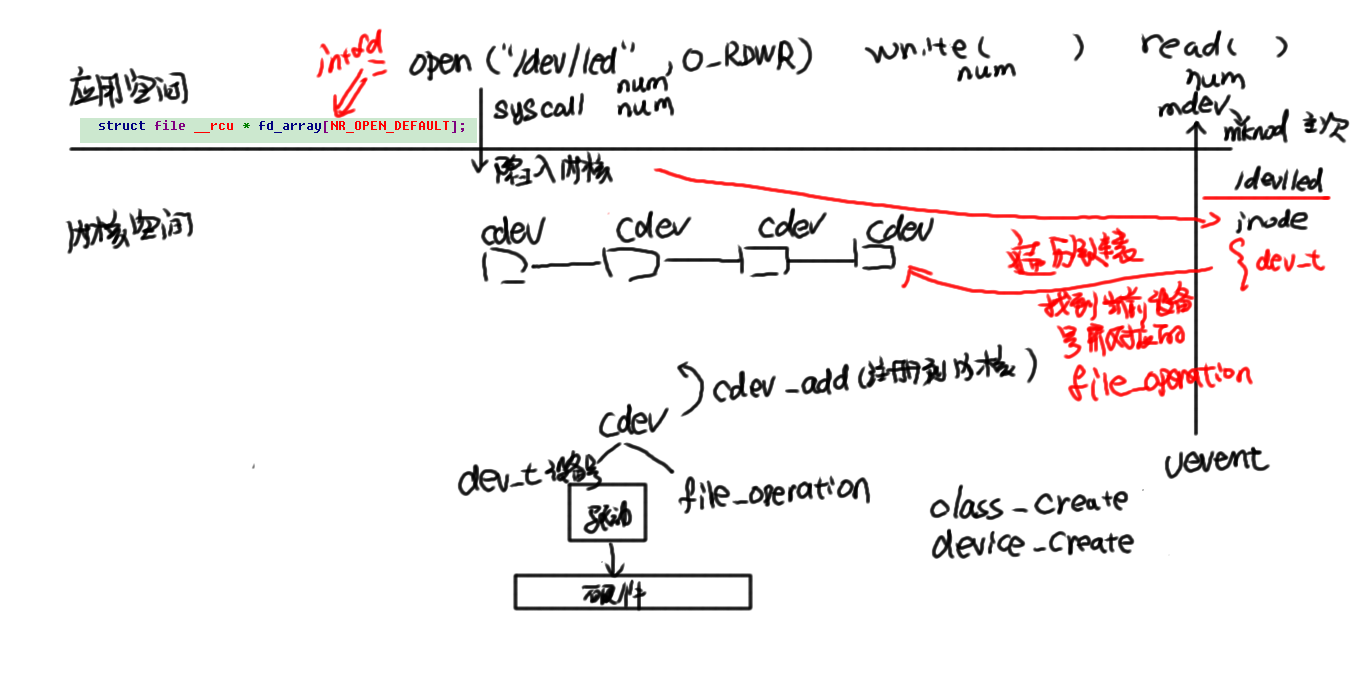 int fd = open ("/dev/led", O_RDWR) write( ) read( )
num num num
应用空间 syscall num mdev
struct file __rcu * fd_array[NR_OPEN_DEFAULT];
mknod 主次
陷入内核
/dev/led
内核空间
inode
cdev cdev cdev cdev
遍历链表
dev_t
找到当前设备
号所对应的
file_operation
cdev_add (注册到内核)
cdev
dev_t 设备号
file_operation
uevent
驱动
class_create
device_create
硬件